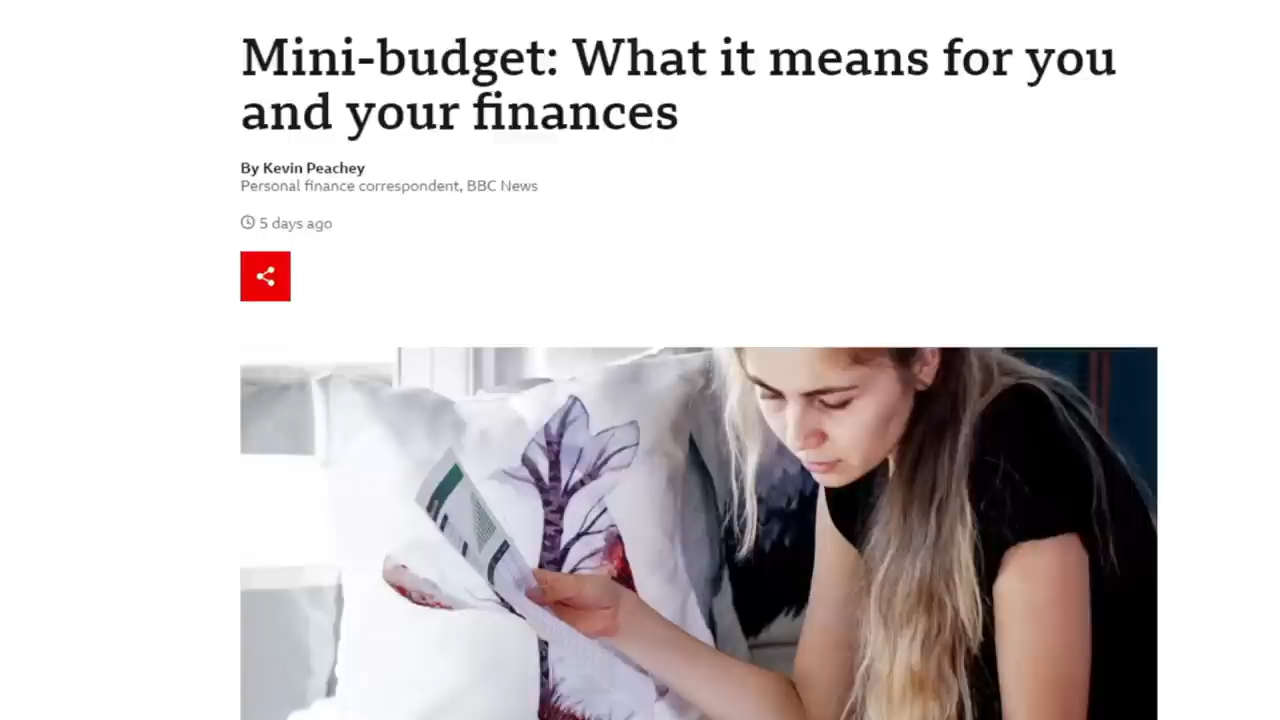 Mini-budget: What it means for you
and your finances
By Kevin Peachey
Personal finance correspondent, BBC News
5 days ago